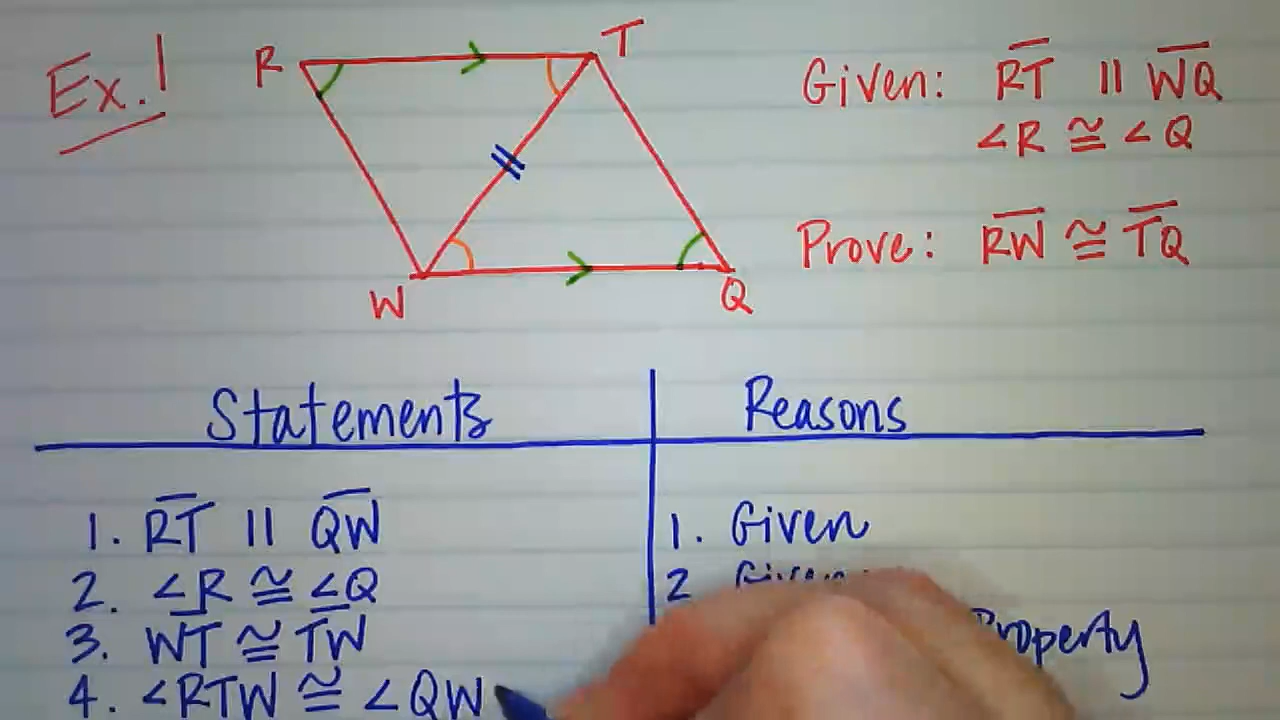 Ex. 1
R
T
W
Q
Given: RT || WQ
∠R ≅ ∠Q
Prove: RW ≅ TQ
Statements
Reasons
1. RT || QW
1. Given
2. ∠R ≅ ∠Q
2 Given
3. WT ≅ TW
Property
4. ∠RTW ≅ ∠QW